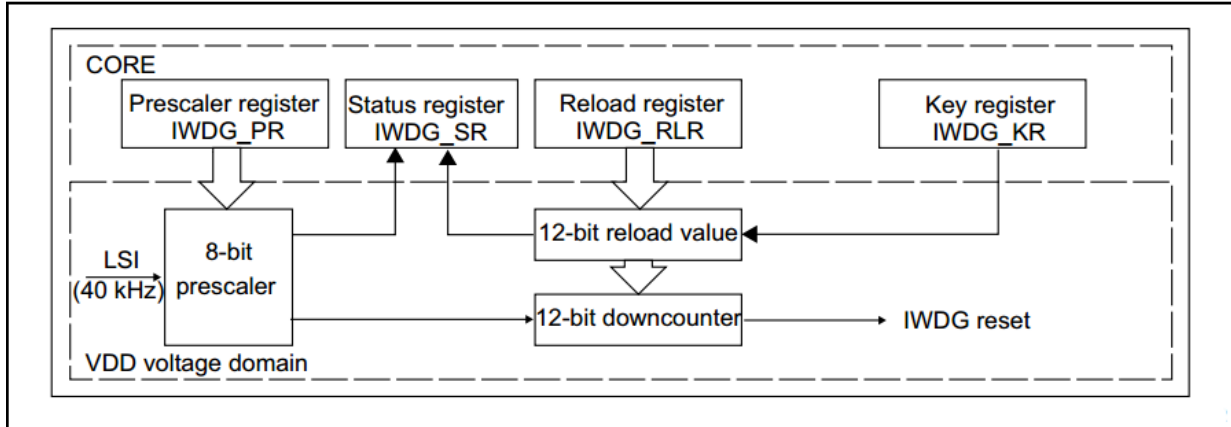 CORE
Prescaler register
IWDG_PR
Status register
IWDG_SR
Reload register
IWDG_RLR
Key register
IWDG_KR
LSI
(40 kHz)
8-bit
prescaler
12-bit reload value
12-bit downcounter
IWDG reset
VDD voltage domain